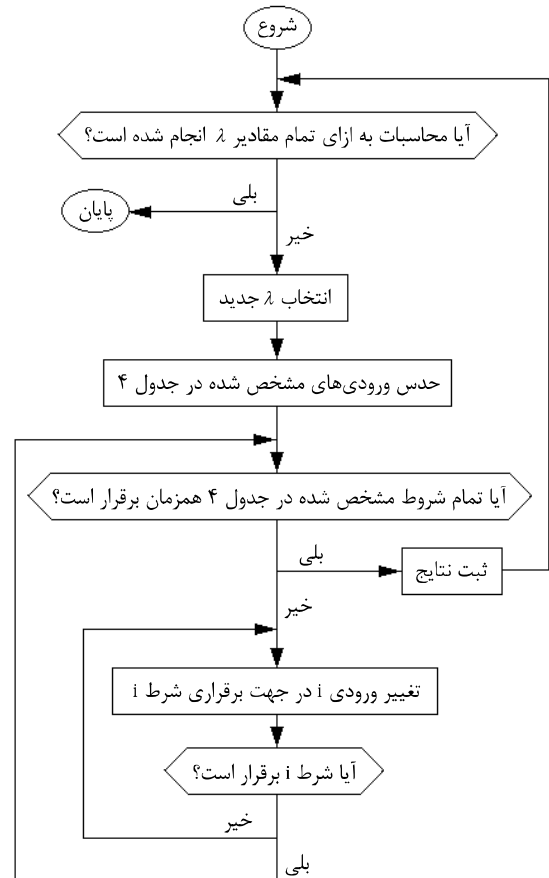 شروع
آیا محاسبات به ازای تمام مقادیر λ انجام شده است؟
بلی
پایان
خیر
انتخاب λ جدید
حدس ورودی‌های مشخص شده در جدول ۴
آیا تمام شروط مشخص شده در جدول ۴ همزمان برقرار است؟
بلی
ثبت نتایج
خیر
تغییر ورودی i در جهت برقراری شرط i
آیا شرط i برقرار است؟
خیر
بلی